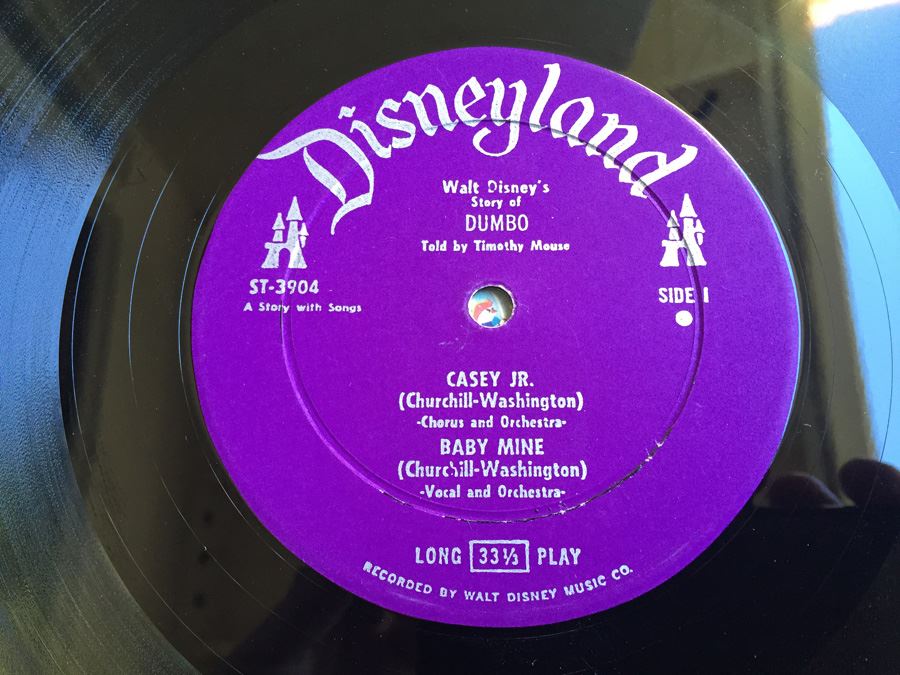 Disneyland
Walt Disney's
Story of
DUMBO
Told by Timothy Mouse
ST-3904
A Story with Songs
SIDE 1
CASEY JR.
(Churchill-Washington)
-Chorus and Orchestra-
BABY MINE
(Churchill-Washington)
-Vocal and Orchestra-
LONG 33⅓ PLAY
RECORDED BY WALT DISNEY MUSIC CO.